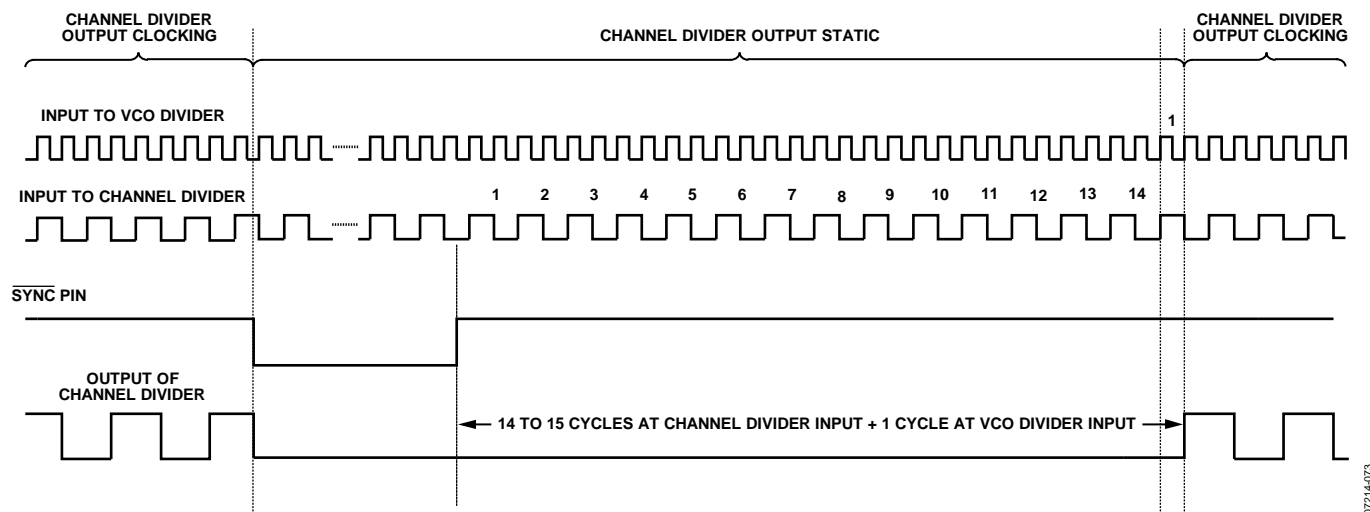 CHANNEL DIVIDER
OUTPUT CLOCKING
CHANNEL DIVIDER OUTPUT STATIC
CHANNEL DIVIDER
OUTPUT CLOCKING
INPUT TO VCO DIVIDER
1
INPUT TO CHANNEL DIVIDER
1 2 3 4 5 6 7 8 9 10 11 12 13 14
SYNC PIN
OUTPUT OF
CHANNEL DIVIDER
14 TO 15 CYCLES AT CHANNEL DIVIDER INPUT + 1 CYCLE AT VCO DIVIDER INPUT
07214-073